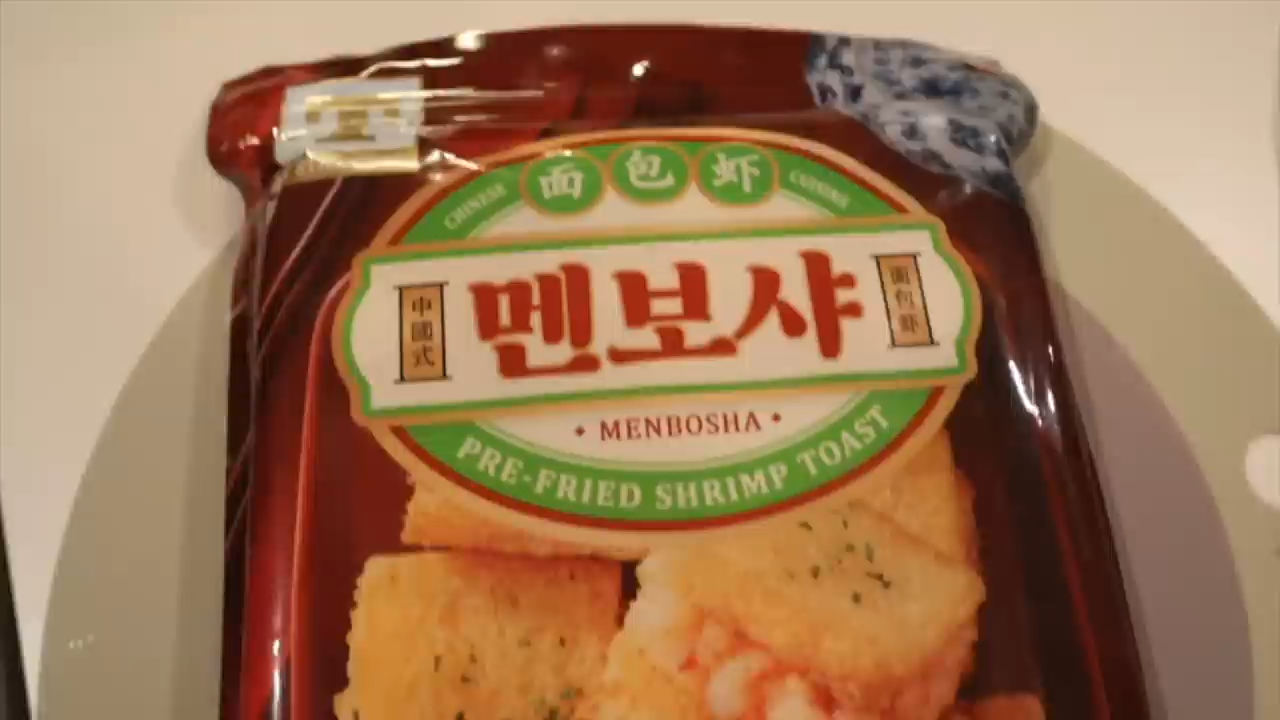 面包虾
CHINESE CUISINE
中國式
멘보샤
面包虾
• MENBOSHA •
PRE-FRIED SHRIMP TOAST